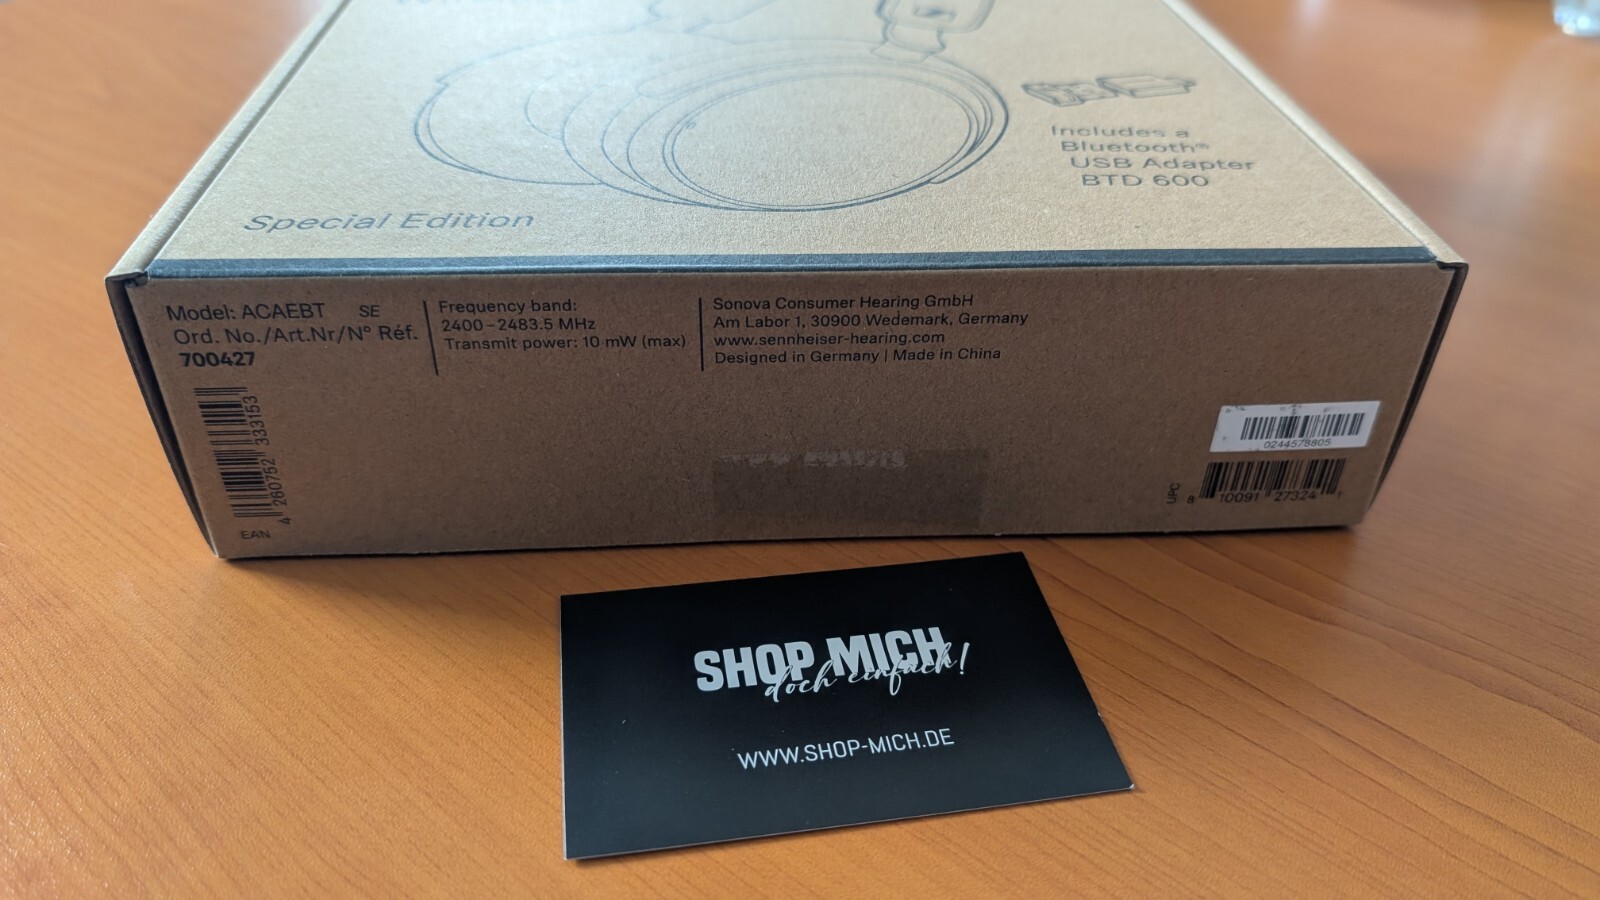 Includes a
Bluetooth®
USB Adapter
BTD 600
Special Edition
Model: ACAEBT SE
Ord. No./Art.Nr/N° Réf.
700427
Frequency band:
2400–2483.5 MHz
Transmit power: 10 mW (max)
Sonova Consumer Hearing GmbH
Am Labor 1, 30900 Wedemark, Germany
www.sennheiser-hearing.com
Designed in Germany | Made in China
EAN
4 260752 333153
0244578805
UPC
8 10091 27324 1
SHOP MICH
doch einfach!
WWW.SHOP-MICH.DE